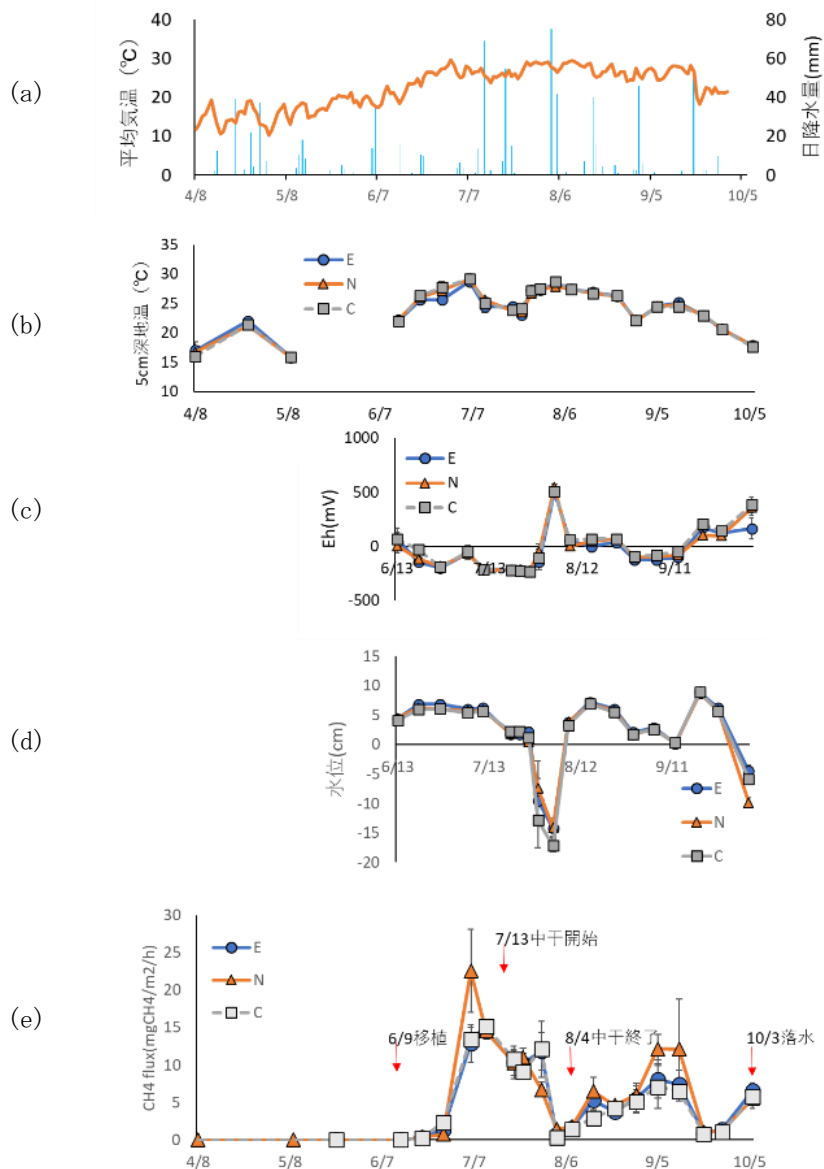 (a)
平均気温（℃）
40
30
20
10
0
80
60
40
20
0
日降水量(mm)
4/8 5/8 6/7 7/7 8/6 9/5 10/5
(b)
5cm深地温（℃）
35
30
25
20
15
10
E
N
C
4/8 5/8 6/7 7/7 8/6 9/5 10/5
(c)
Eh(mV)
1000
500
0
-500
E
N
C
6/13 7/13 8/12 9/11
(d)
水位(cm)
15
10
5
0
-5
-10
-15
-20
6/13 7/13 8/12 9/11
E
N
C
(e)
CH4 flux(mgCH4/m2/h)
30
25
20
15
10
5
0
E
N
C
7/13中干開始
6/9移植
8/4中干終了
10/3落水
4/8 5/8 6/7 7/7 8/6 9/5 10/5